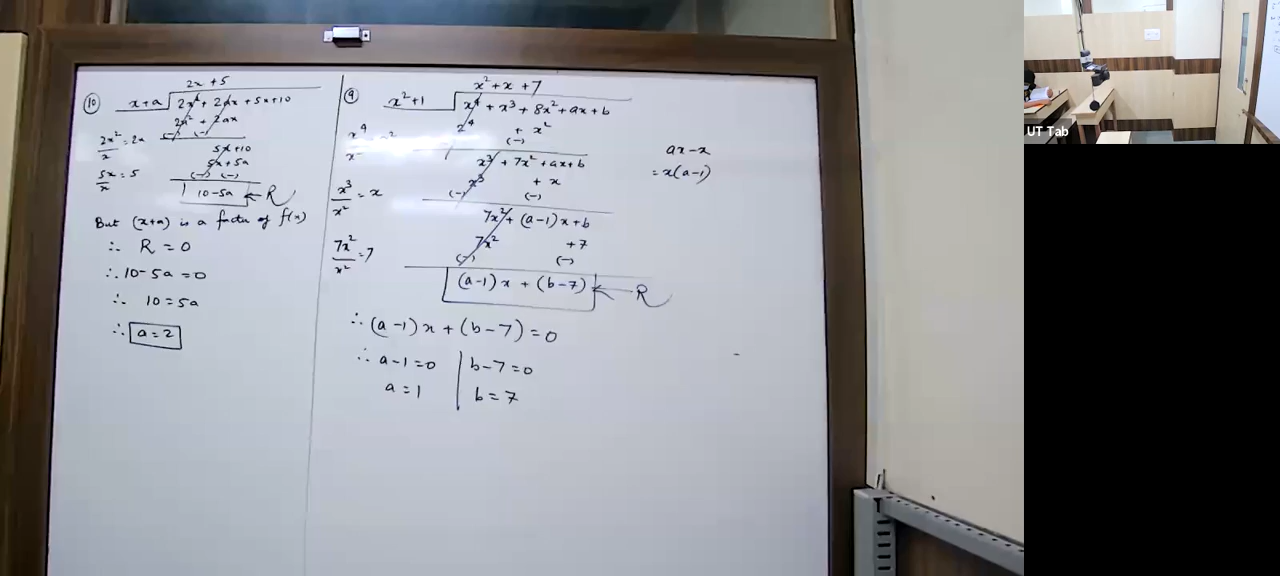 2x + 5
⑩ x+a 2x² + 2ax + 5x + 10
2x² + 2ax
2x²/x = 2x (-) (-)
5x + 10
5x + 5a
5x/x = 5 (-) (-)
10 - 5a ← R
But (x+a) is a factor of f(x)
∴ R = 0
∴ 10 - 5a = 0
∴ 10 = 5a
∴ a = 2
x² + x + 7
⑨ x² + 1 x⁴ + x³ + 8x² + ax + b
+ x²
(-)
x³ + 7x² + ax + b
x³ + x
x³/x² = x (-) (-)
7x² + (a-1)x + b
7x² + 7
7x²/x² = 7 (-) (-)
(a-1)x + (b-7) ← R
∴ (a-1)x + (b-7) = 0
∴ a-1 = 0 b-7 = 0
a = 1 b = 7
ax - x
= x(a-1)
UT Tab